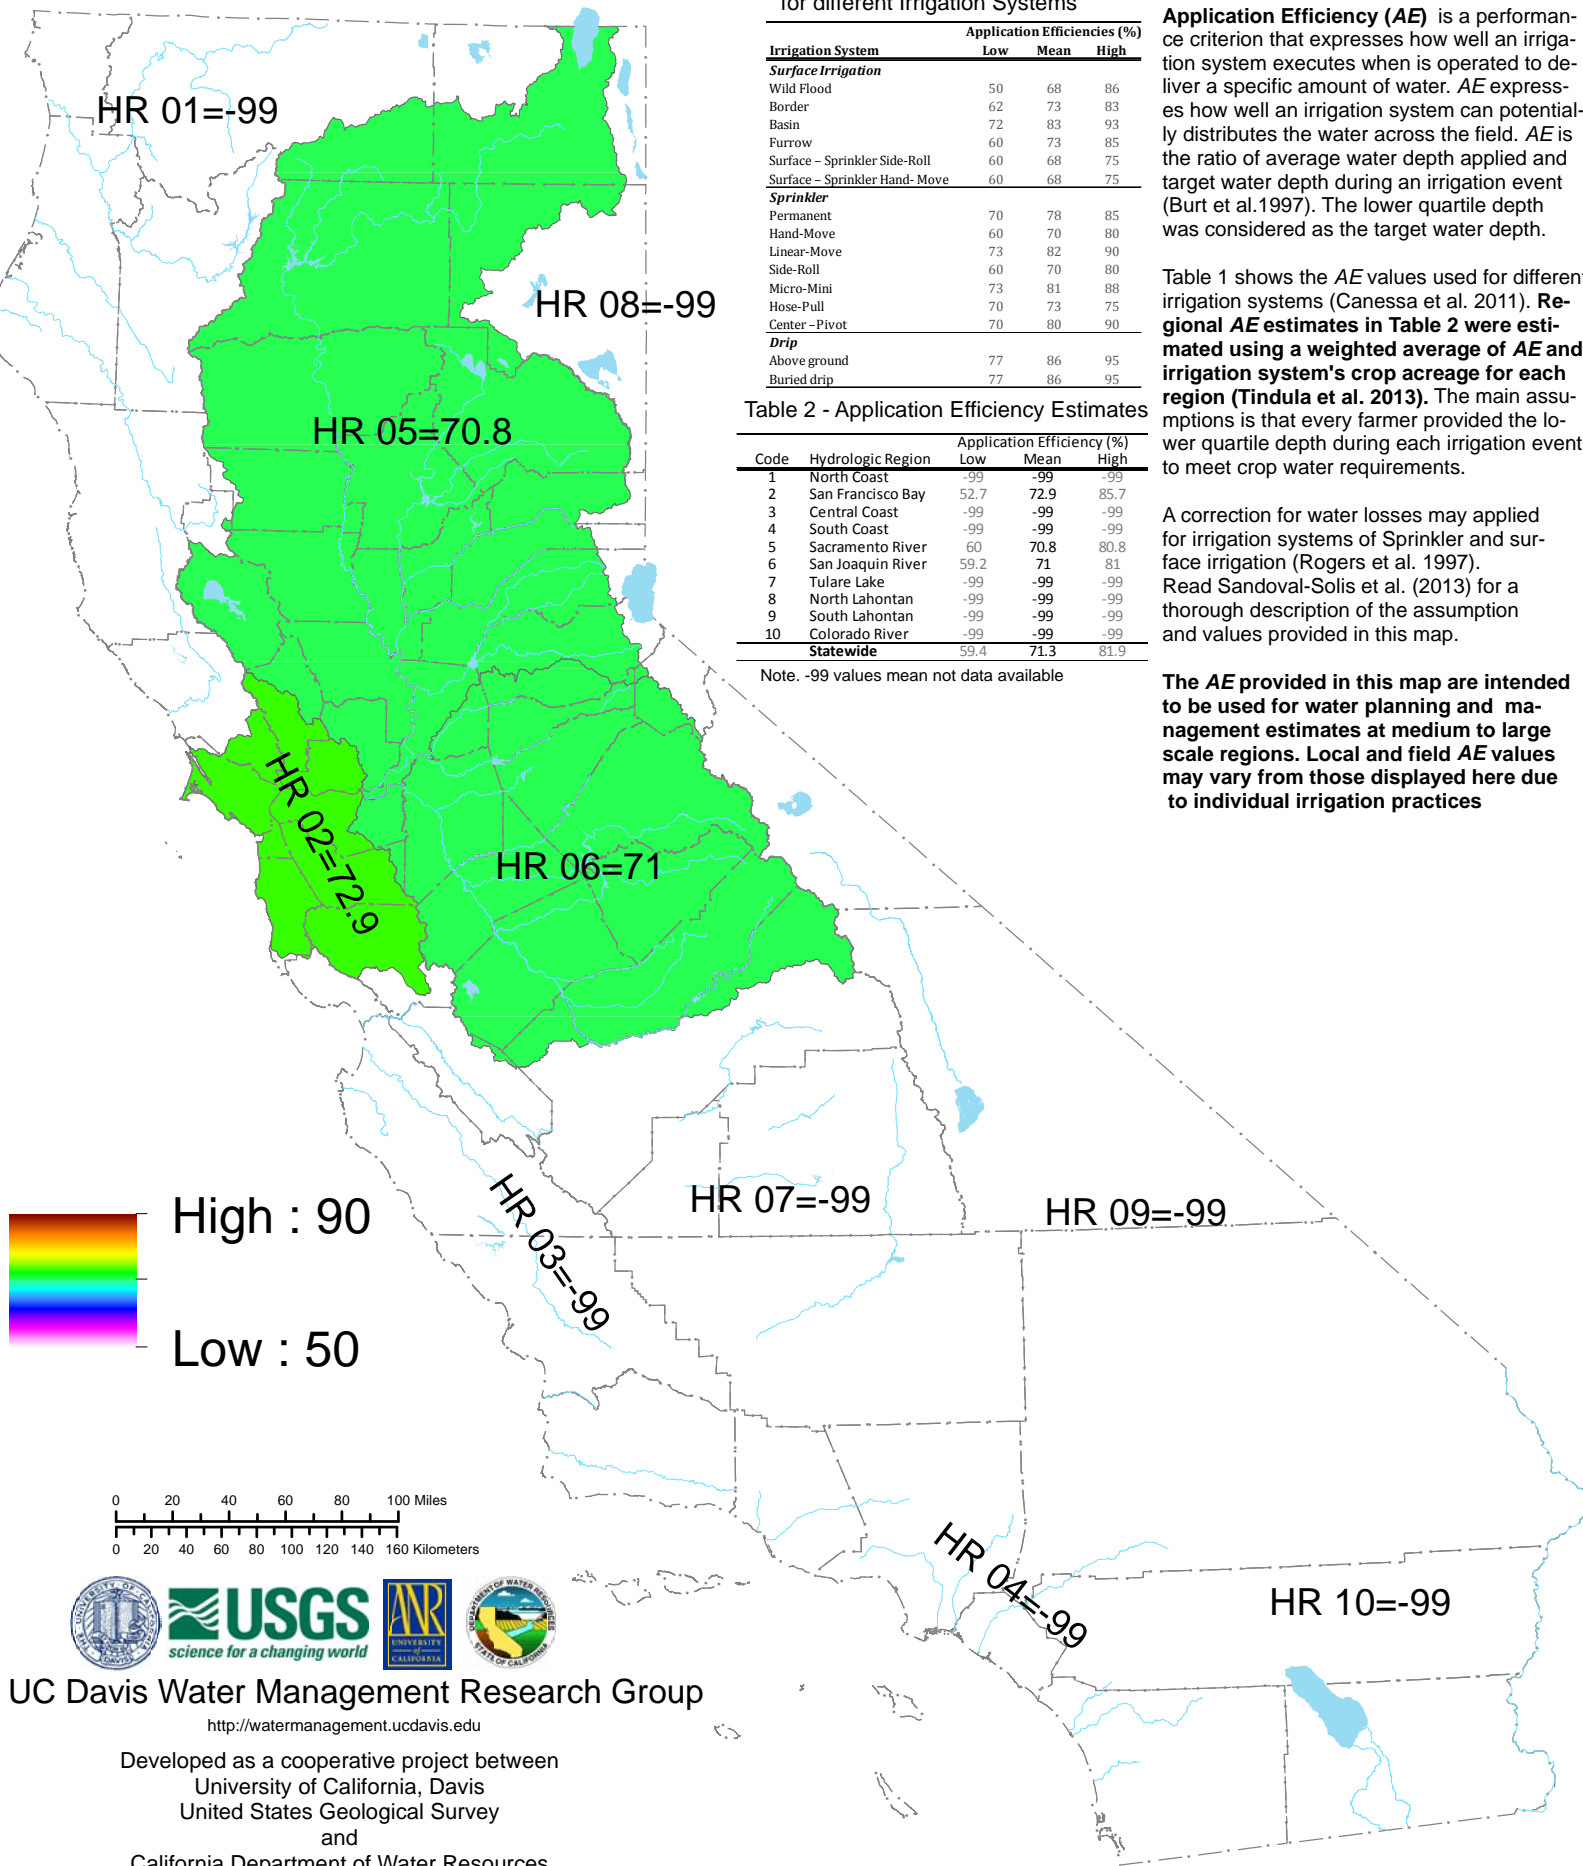 for different Irrigation Systems
Application Efficiencies (%)
Irrigation System Low Mean High
Surface Irrigation
Wild Flood 50 68 86
Border 62 73 83
Basin 72 83 93
Furrow 60 73 85
Surface – Sprinkler Side-Roll 60 68 75
Surface – Sprinkler Hand- Move 60 68 75
Sprinkler
Permanent 70 78 85
Hand-Move 60 70 80
Linear-Move 73 82 90
Side-Roll 60 70 80
Micro-Mini 73 81 88
Hose-Pull 70 73 75
Center –Pivot 70 80 90
Drip
Above ground 77 86 95
Buried drip 77 86 95
Table 2 - Application Efficiency Estimates
Application Efficiency (%)
Code Hydrologic Region Low Mean High
1 North Coast -99 -99 -99
2 San Francisco Bay 52.7 72.9 85.7
3 Central Coast -99 -99 -99
4 South Coast -99 -99 -99
5 Sacramento River 60 70.8 80.8
6 San Joaquin River 59.2 71 81
7 Tulare Lake -99 -99 -99
8 North Lahontan -99 -99 -99
9 South Lahontan -99 -99 -99
10 Colorado River -99 -99 -99
Statewide 59.4 71.3 81.9
Note. -99 values mean not data available
Application Efficiency (AE) is a performan-
ce criterion that expresses how well an irriga-
tion system executes when is operated to de-
liver a specific amount of water. AE express-
es how well an irrigation system can potential-
ly distributes the water across the field. AE is
the ratio of average water depth applied and
target water depth during an irrigation event
(Burt et al.1997). The lower quartile depth
was considered as the target water depth.
Table 1 shows the AE values used for different
irrigation systems (Canessa et al. 2011). Re-
gional AE estimates in Table 2 were esti-
mated using a weighted average of AE and
irrigation system's crop acreage for each
region (Tindula et al. 2013). The main assu-
mptions is that every farmer provided the lo-
wer quartile depth during each irrigation event
to meet crop water requirements.
A correction for water losses may applied
for irrigation systems of Sprinkler and sur-
face irrigation (Rogers et al. 1997).
Read Sandoval-Solis et al. (2013) for a
thorough description of the assumption
and values provided in this map.
The AE provided in this map are intended
to be used for water planning and ma-
nagement estimates at medium to large
scale regions. Local and field AE values
may vary from those displayed here due
to individual irrigation practices
HR 01=-99
HR 08=-99
HR 05=70.8
HR 02=72.9
HR 06=71
HR 07=-99
HR 03=-99
HR 09=-99
HR 04=-99
HR 10=-99
High : 90
Low : 50
0 20 40 60 80 100 Miles
0 20 40 60 80 100 120 140 160 Kilometers
THE UNIVERSITY OF CALIFORNIA
DAVIS
USGS
science for a changing world
ANR
UNIVERSITY
of
CALIFORNIA
DEPARTMENT OF WATER RESOURCES
STATE OF CALIFORNIA
UC Davis Water Management Research Group
http://watermanagement.ucdavis.edu
Developed as a cooperative project between
University of California, Davis
United States Geological Survey
and
California Department of Water Resources